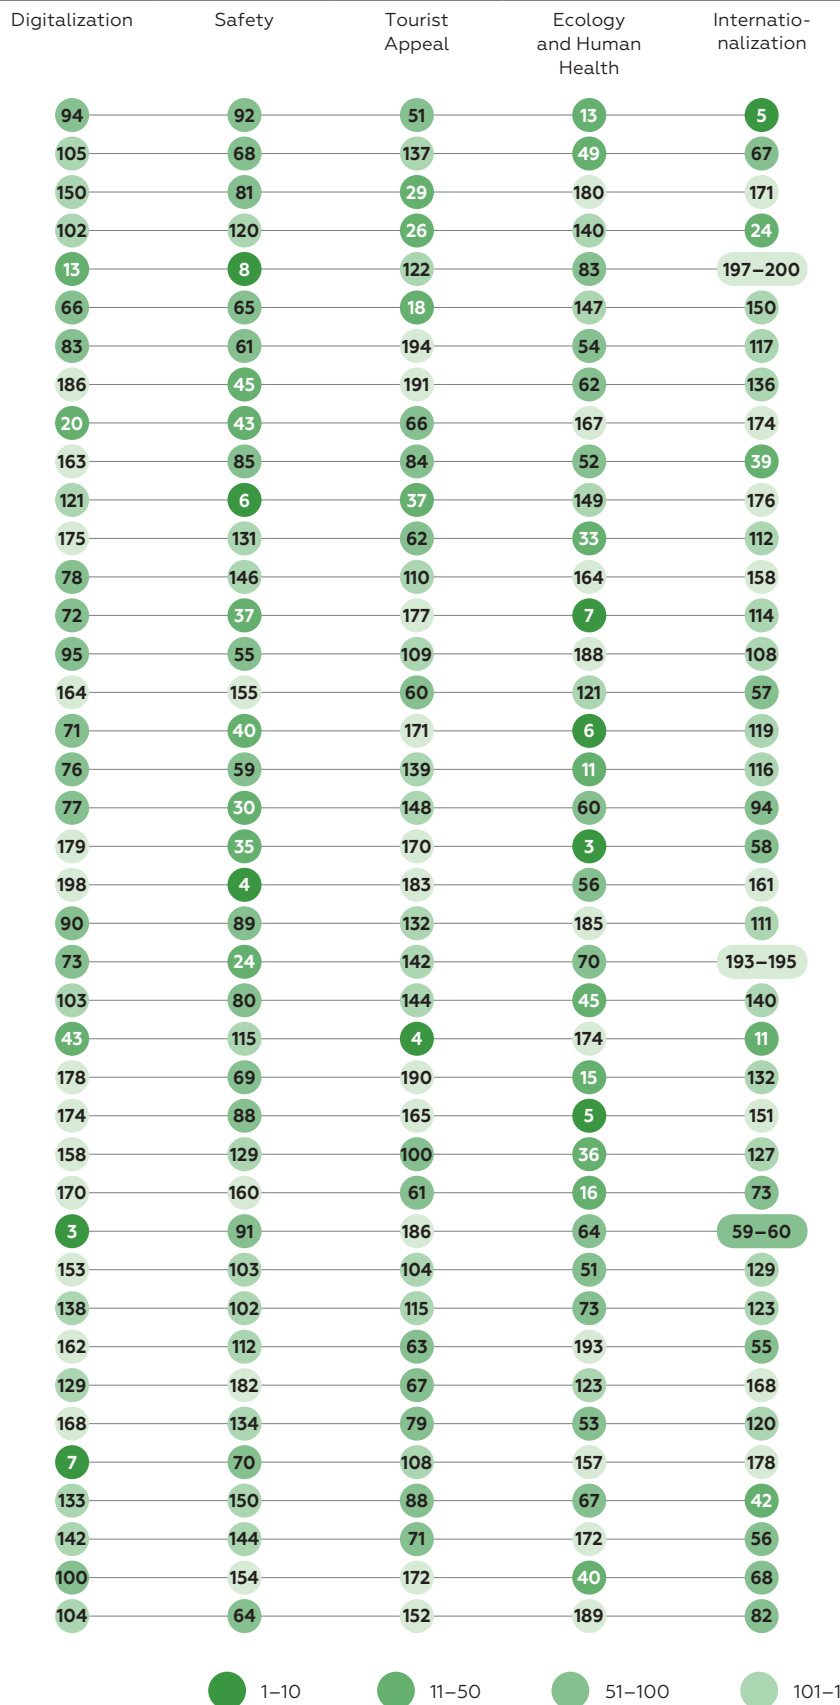 Digitalization Safety Tourist Appeal Ecology and Human Health Internatio-nalization
94 92 51 13 5
105 68 137 49 67
150 81 29 180 171
102 120 26 140 24
13 8 122 83 197–200
66 65 18 147 150
83 61 194 54 117
186 45 191 62 136
20 43 66 167 174
163 85 84 52 39
121 6 37 149 176
175 131 62 33 112
78 146 110 164 158
72 37 177 7 114
95 55 109 188 108
164 155 60 121 57
71 40 171 6 119
76 59 139 11 116
77 30 148 60 94
179 35 170 3 58
198 4 183 56 161
90 89 132 185 111
73 24 142 70 193–195
103 80 144 45 140
43 115 4 174 11
178 69 190 15 132
174 88 165 5 151
158 129 100 36 127
170 160 61 16 73
3 91 186 64 59–60
153 103 104 51 129
138 102 115 73 123
162 112 63 193 55
129 182 67 123 168
168 134 79 53 120
7 70 108 157 178
133 150 88 67 42
142 144 71 172 56
100 154 172 40 68
104 64 152 189 82
1–10 11–50 51–100 101–1